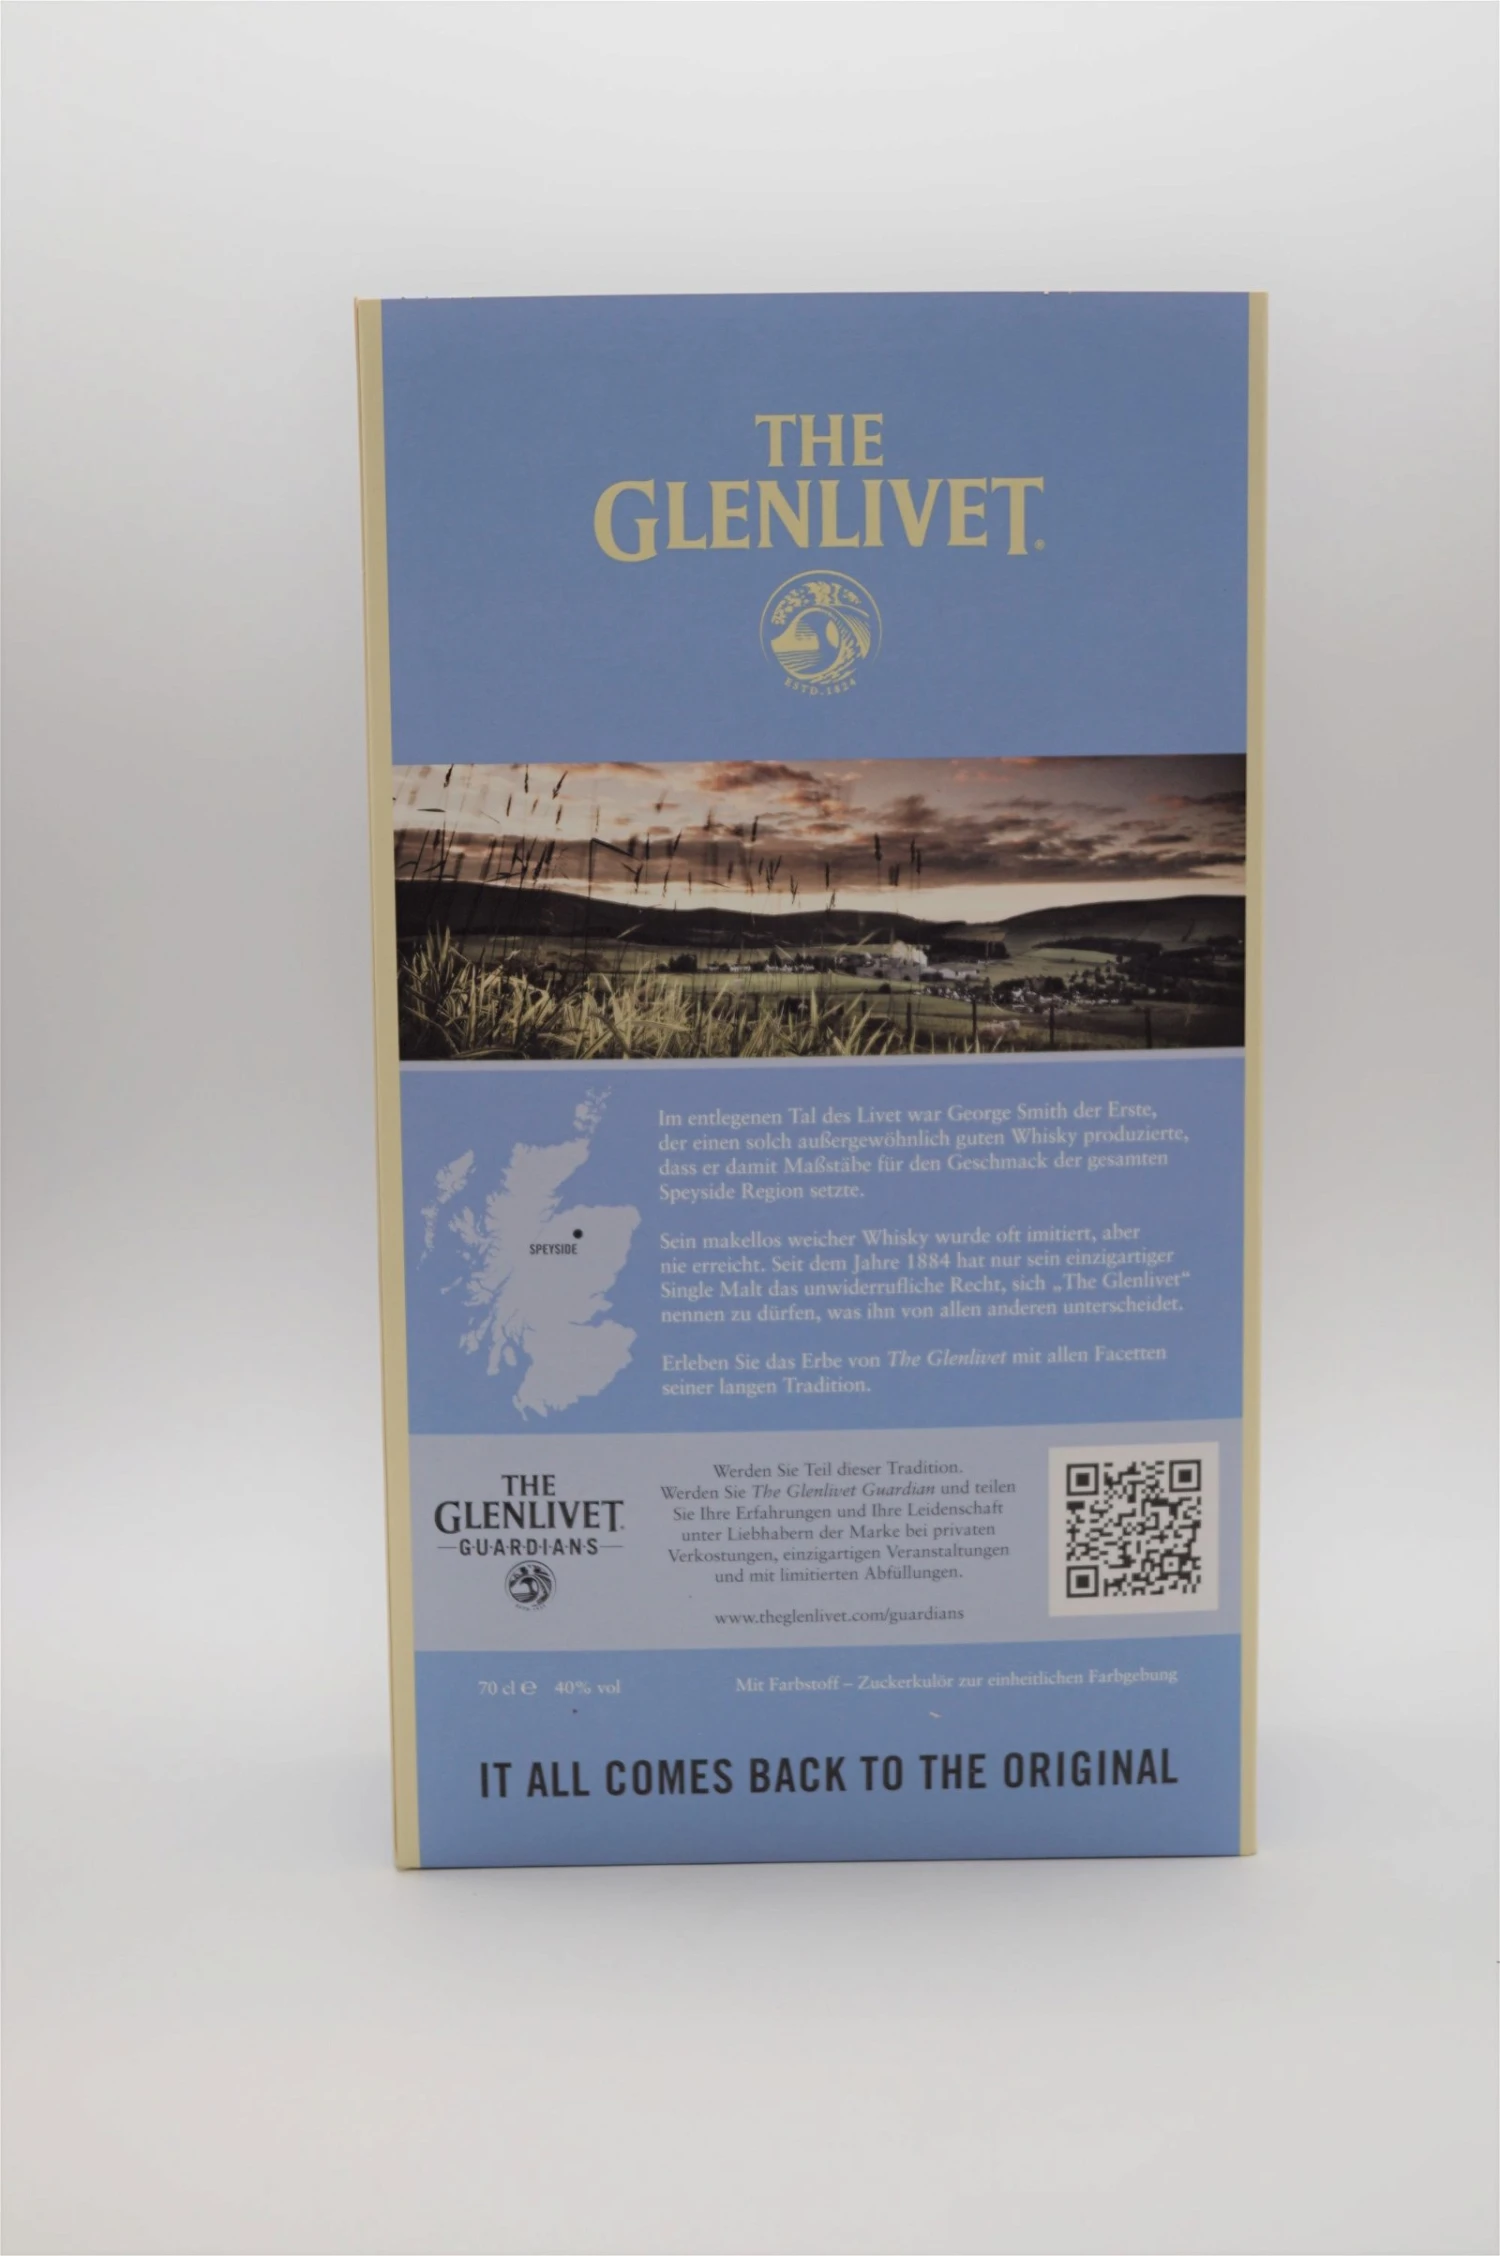 THE
GLENLIVET®
ESTD.1824
SPEYSIDE
Im entlegenen Tal des Livet war George Smith der Erste,
der einen solch außergewöhnlich guten Whisky produzierte,
dass er damit Maßstäbe für den Geschmack der gesamten
Speyside Region setzte.
Sein makellos weicher Whisky wurde oft imitiert, aber
nie erreicht. Seit dem Jahre 1884 hat nur sein einzigartiger
Single Malt das unwiderrufliche Recht, sich „The Glenlivet“
nennen zu dürfen, was ihn von allen anderen unterscheidet.
Erleben Sie das Erbe von The Glenlivet mit allen Facetten
seiner langen Tradition.
THE
GLENLIVET
G·U·A·R·D·I·A·N·S
Werden Sie Teil dieser Tradition.
Werden Sie The Glenlivet Guardian und teilen
Sie Ihre Erfahrungen und Ihre Leidenschaft
unter Liebhabern der Marke bei privaten
Verkostungen, einzigartigen Veranstaltungen
und mit limitierten Abfüllungen.
www.theglenlivet.com/guardians
70 cl ℮ 40% vol
Mit Farbstoff – Zuckerkulör zur einheitlichen Farbgebung
IT ALL COMES BACK TO THE ORIGINAL